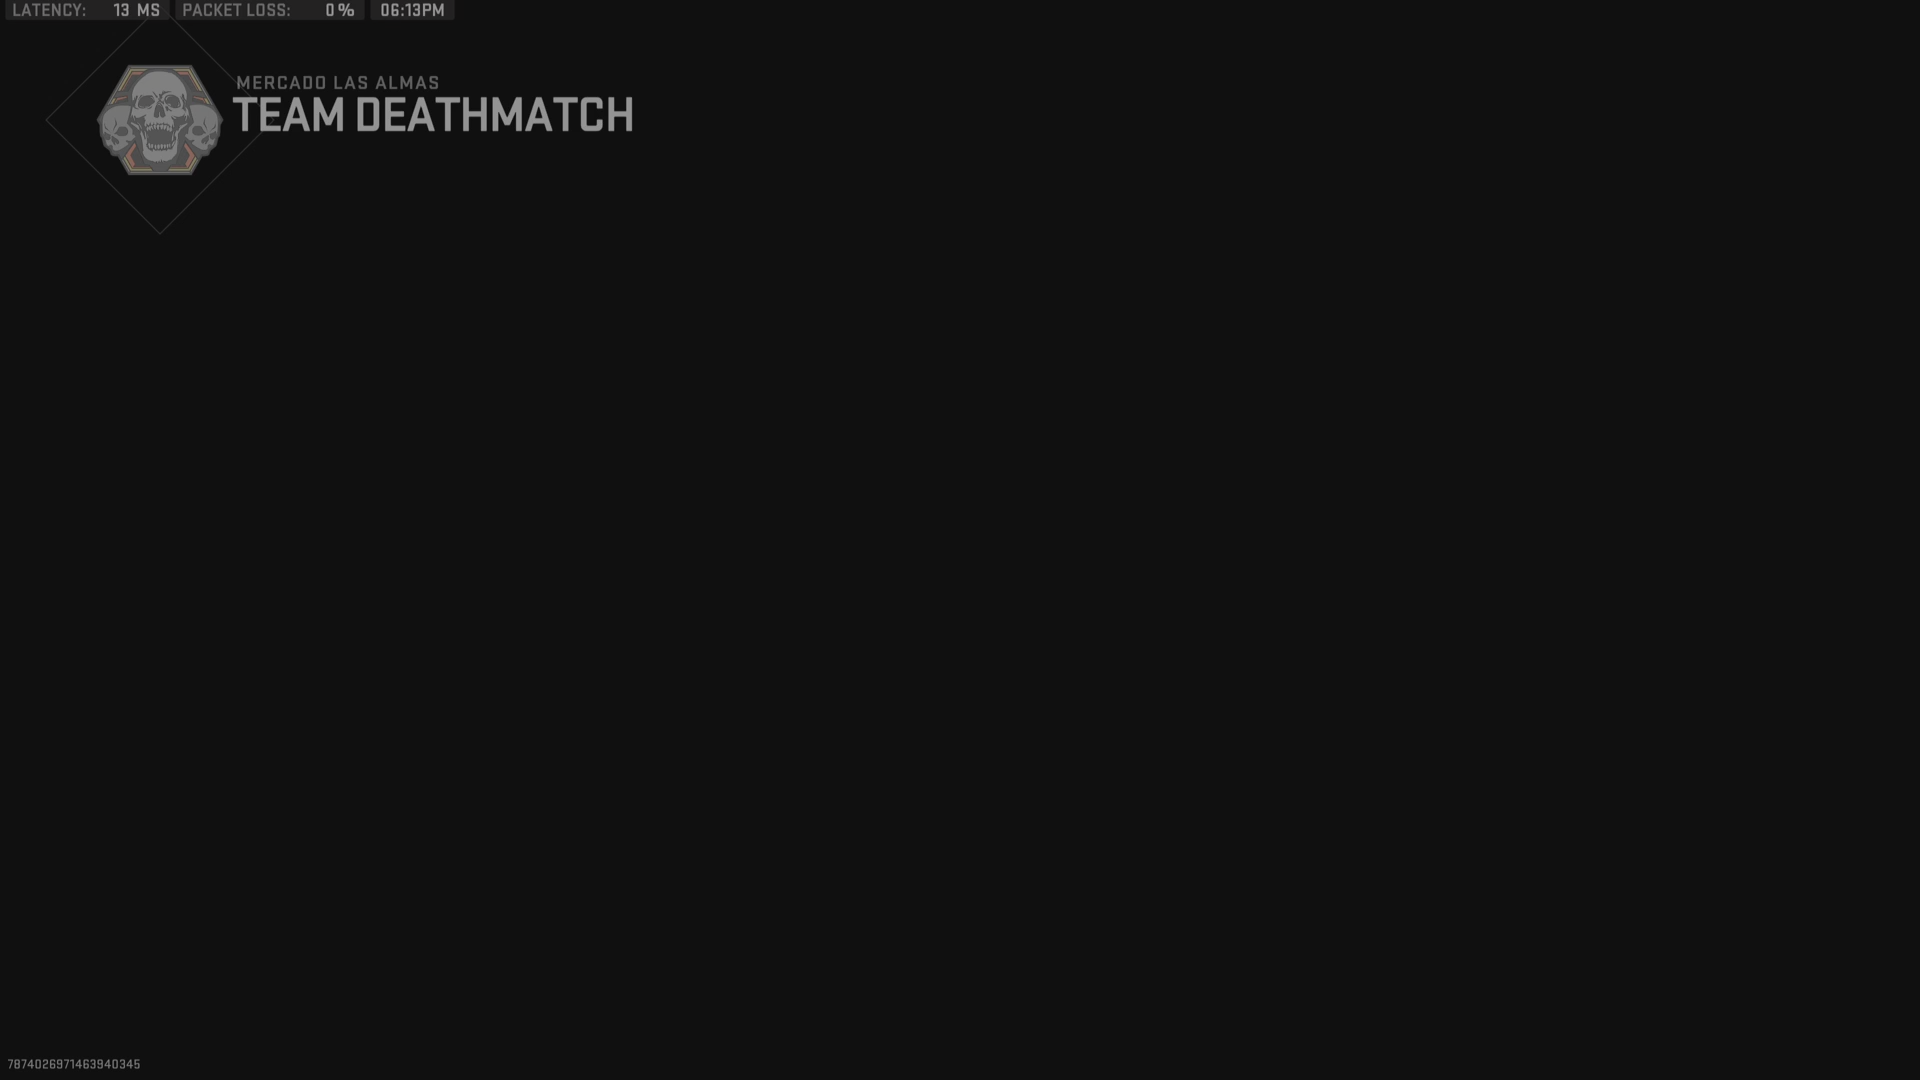 LATENCY: 13 MS PACKET LOSS: 0% 06:13PM
MERCADO LAS ALMAS
TEAM DEATHMATCH
7874026971463940345